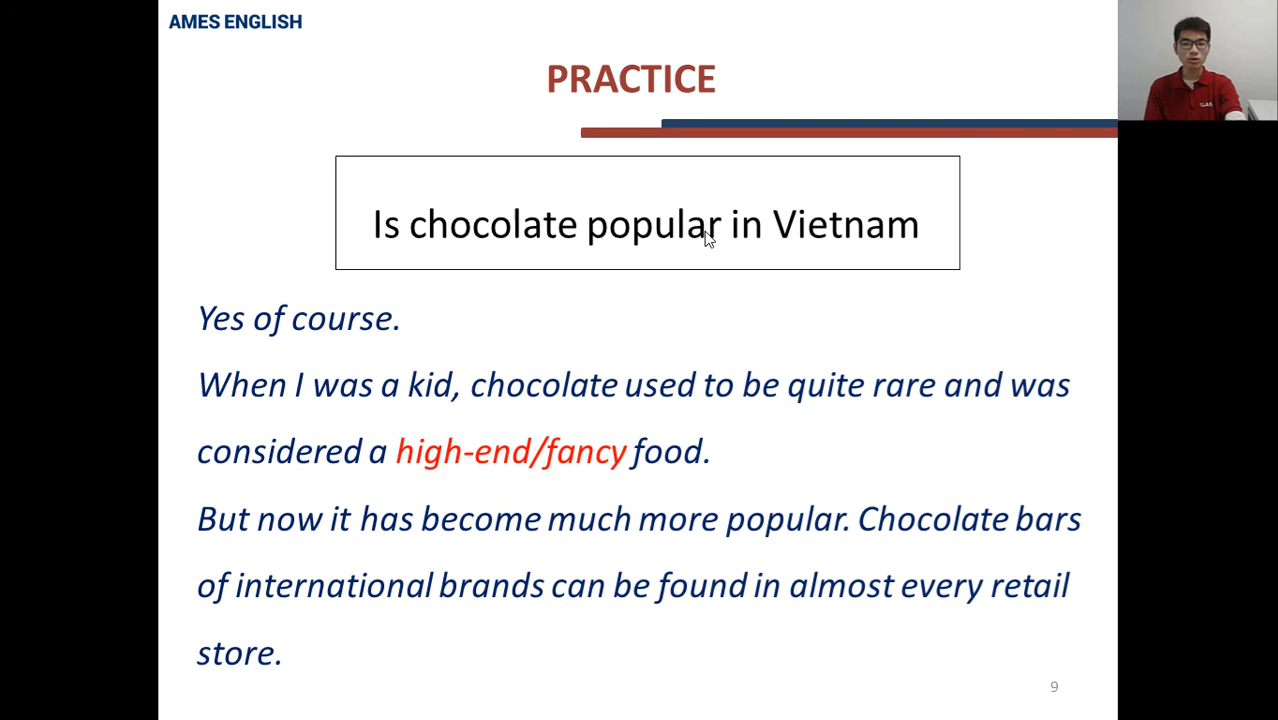 AMES ENGLISH
PRACTICE
Is chocolate popular in Vietnam
Yes of course.
When I was a kid, chocolate used to be quite rare and was
considered a high-end/fancy food.
But now it has become much more popular. Chocolate bars
of international brands can be found in almost every retail
store.
9